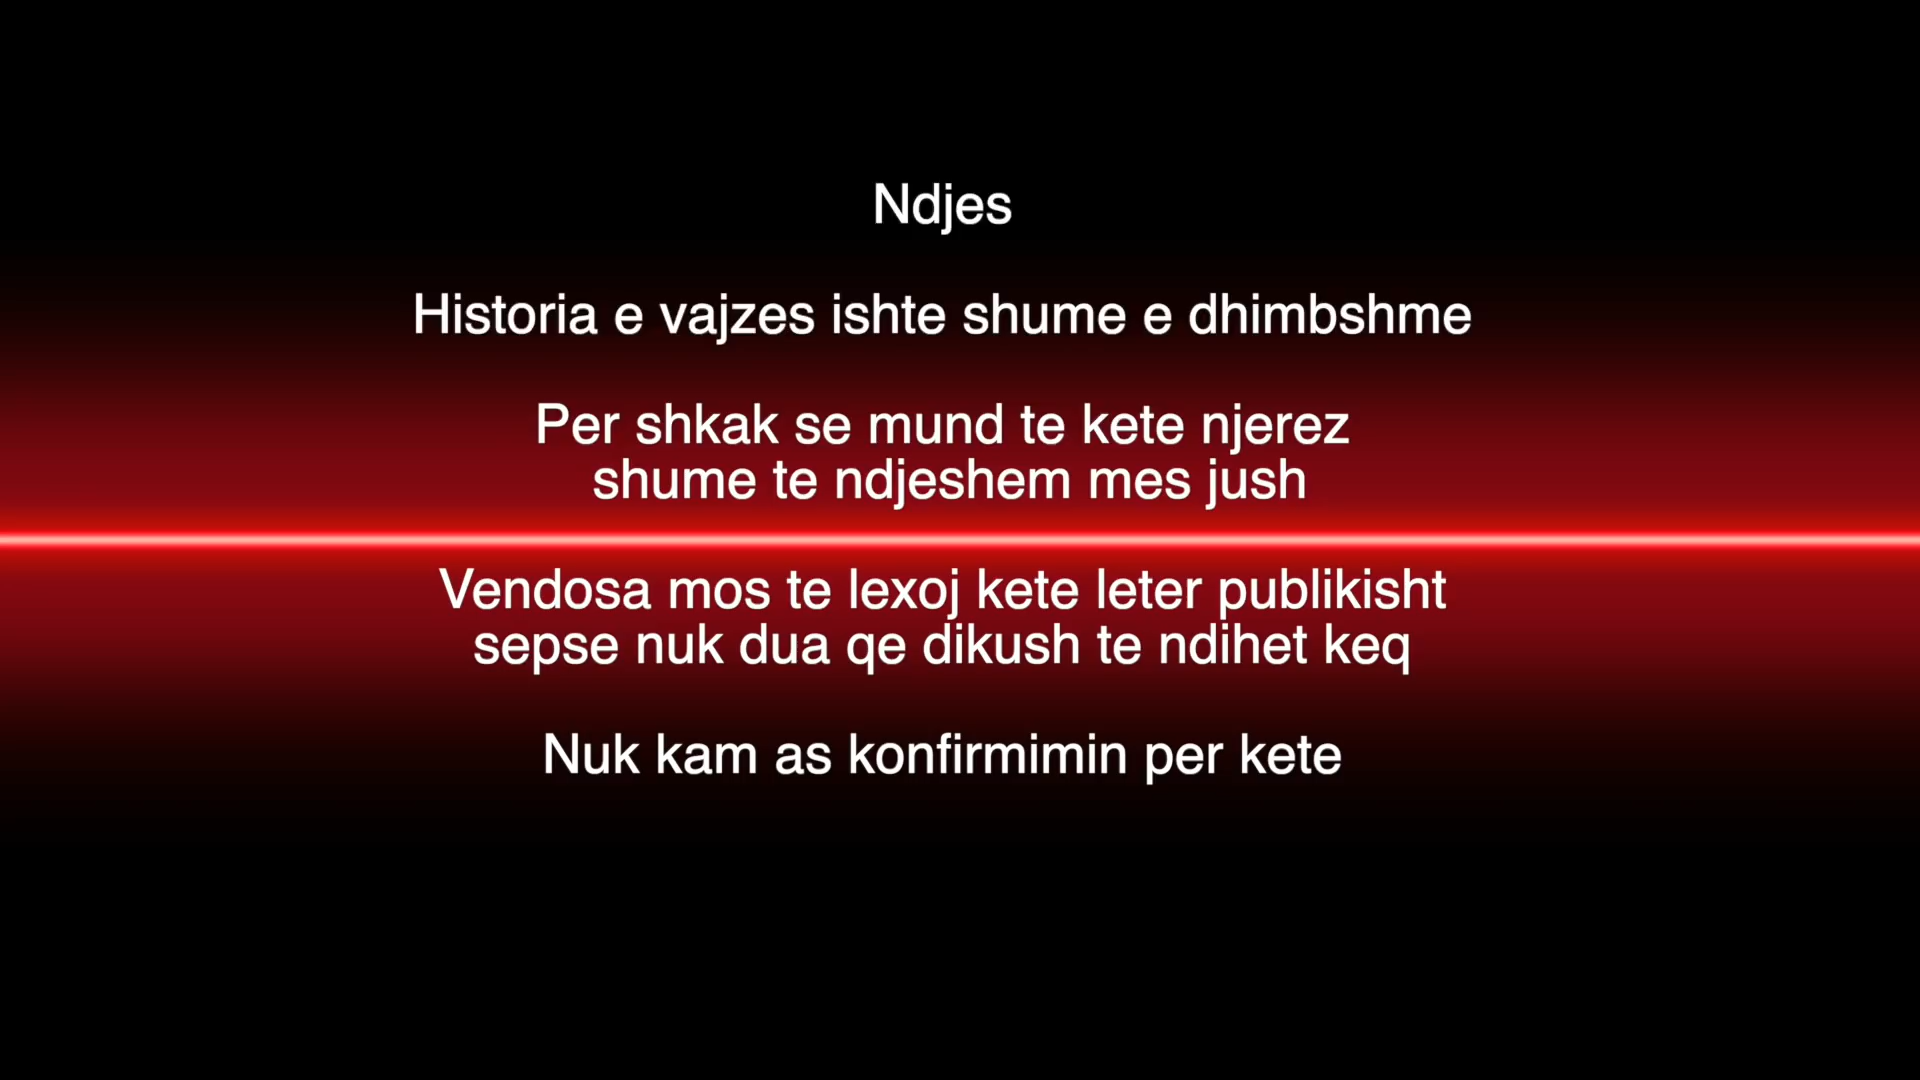 Ndjes
Historia e vajzes ishte shume e dhimbshme
Per shkak se mund te kete njerez
shume te ndjeshem mes jush
Vendosa mos te lexoj kete leter publikisht
sepse nuk dua qe dikush te ndihet keq
Nuk kam as konfirmimin per kete